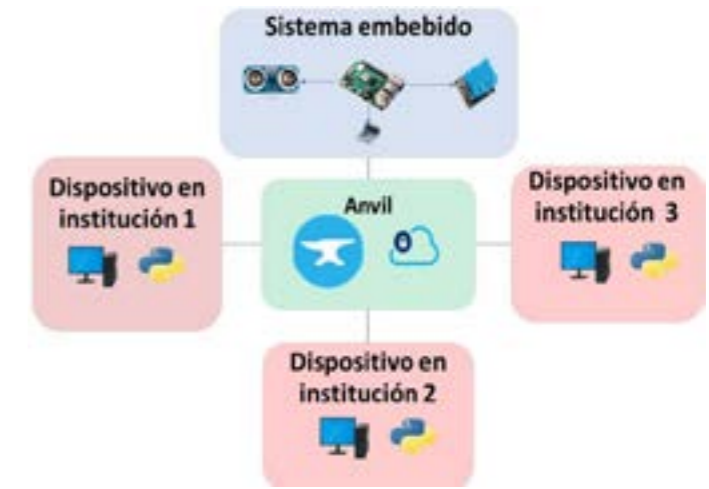 Sistema embebido
Dispositivo en
institución 1
Anvil
Dispositivo en
institución 3
Dispositivo en
institución 2